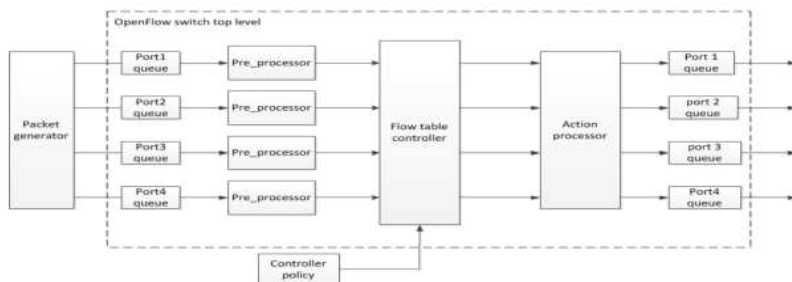 OpenFlow switch top level
Packet
generator
Port1
queue
Pre_processor
Port2
queue
Pre_processor
Port3
queue
Pre_processor
Port4
queue
Pre_processor
Flow table
controller
Action
processor
Port 1
queue
port 2
queue
port 3
queue
Port4
queue
Controller
policy